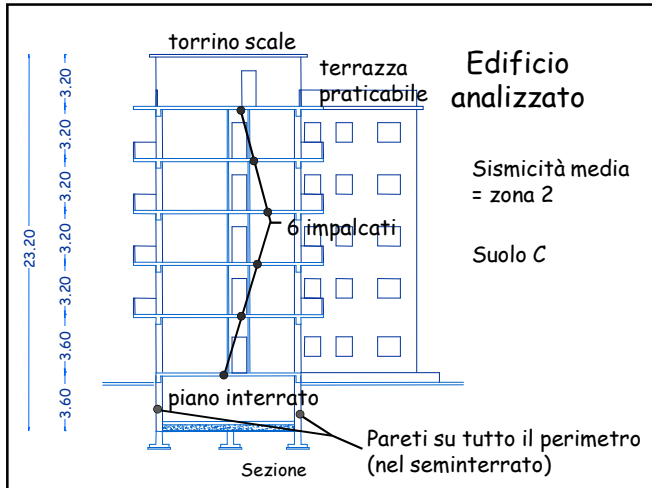 torrino scale
terrazza
praticabile
Edificio
analizzato
Sismicità media
= zona 2
Suolo C
6 impalcati
23.20
3.20
3.20
3.20
3.20
3.20
3.60
3.60
piano interrato
Pareti su tutto il perimetro
(nel seminterrato)
Sezione